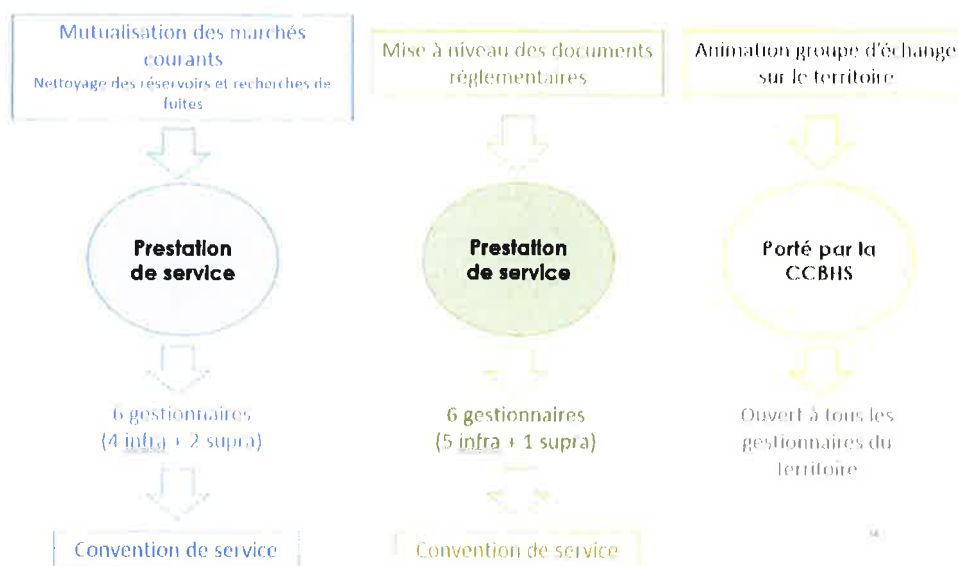 Mutualisation des marchés
courants
Nettoyage des réservoirs et recherches de
fuites
Prestation
de service
6 gestionnaires
(4 infra + 2 supra)
Convention de service
Mise à niveau des documents
réglementaires
Prestation
de service
6 gestionnaires
(5 infra + 1 supra)
Convention de service
Animation groupe d'échange
sur le territoire
Porté par la
CCBHS
Ouvert à tous les
gestionnaires du
territoire